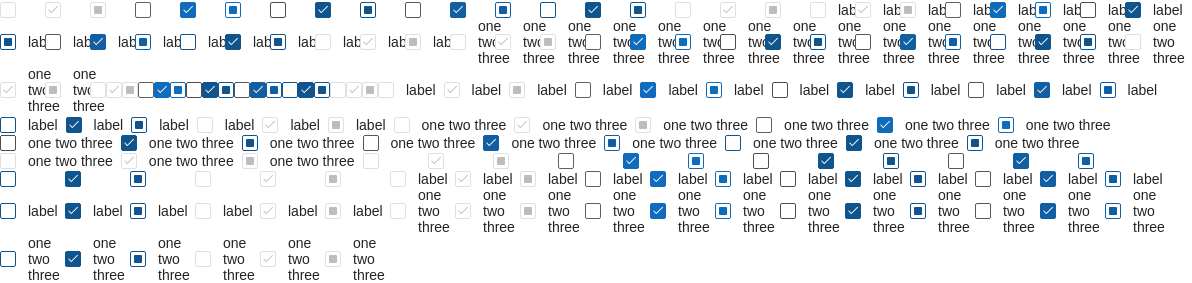 lab lab lab lab lab lab lab label
one one one one one one one one one one one one one one one one
lab lab lab lab lab lab lab lab lab lab two two two two two two two two two two two two two two two two
three three three three three three three three three three three three three three three three
one one
two two label label label label label label label label label label label label
three three
label label label label label label one two three one two three one two three one two three one two three one two three
one two three one two three one two three one two three one two three one two three one two three one two three one two three
one two three one two three one two three
label label label label label label label label label label label label
one one one one one one one one one one one one
label label label label label label two two two two two two two two two two two two
three three three three three three three three three three three three
one one one one one one
two two two two two two
three three three three three three